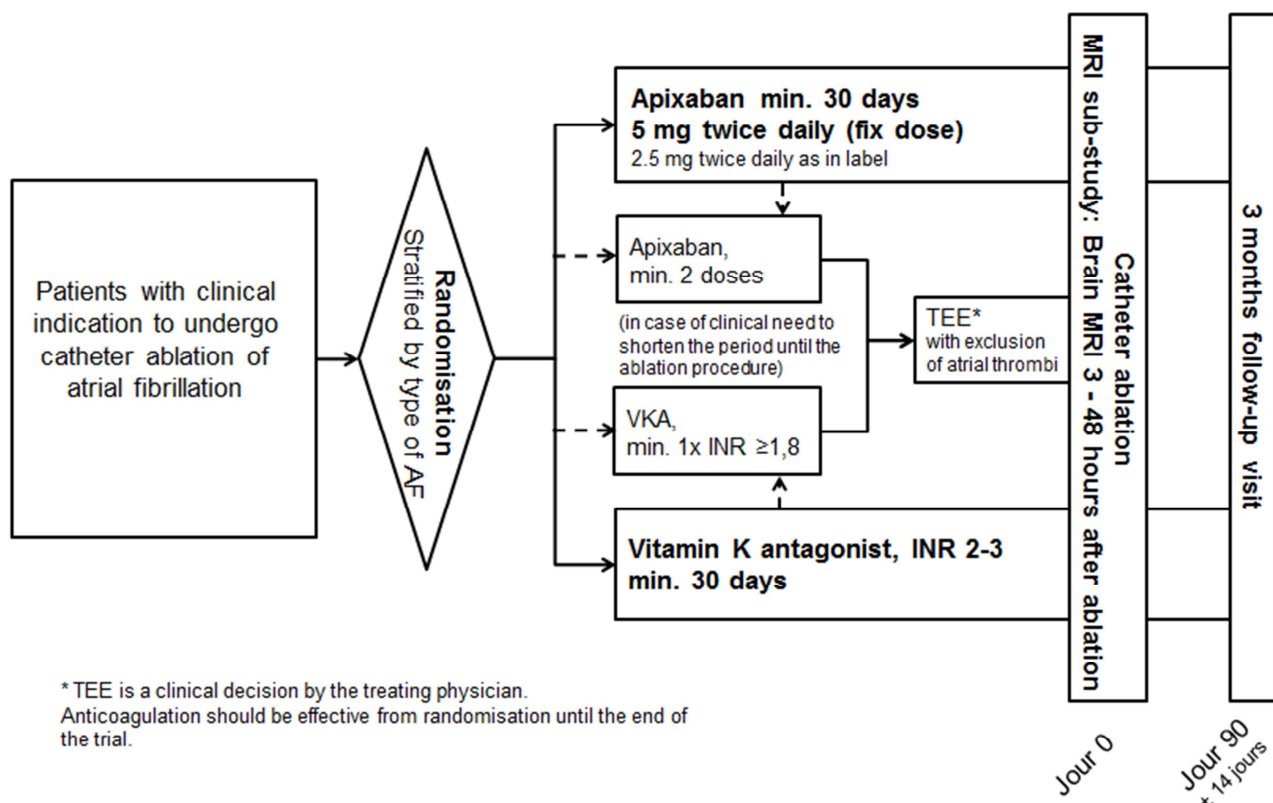 Patients with clinical
indication to undergo
catheter ablation of
atrial fibrillation
Randomisation
Stratified by type of AF
Apixaban min. 30 days
5 mg twice daily (fix dose)
2.5 mg twice daily as in label
Apixaban,
min. 2 doses
(in case of clinical need to
shorten the period until the
ablation procedure)
VKA,
min. 1x INR ≥1,8
Vitamin K antagonist, INR 2-3
min. 30 days
TEE*
with exclusion
of atrial thrombi
Catheter ablation
MRI sub-study: Brain MRI 3 - 48 hours after ablation
3 months follow-up visit
* TEE is a clinical decision by the treating physician.
Anticoagulation should be effective from randomisation until the end of
the trial.
Jour 0
Jour 90
± 14 jours